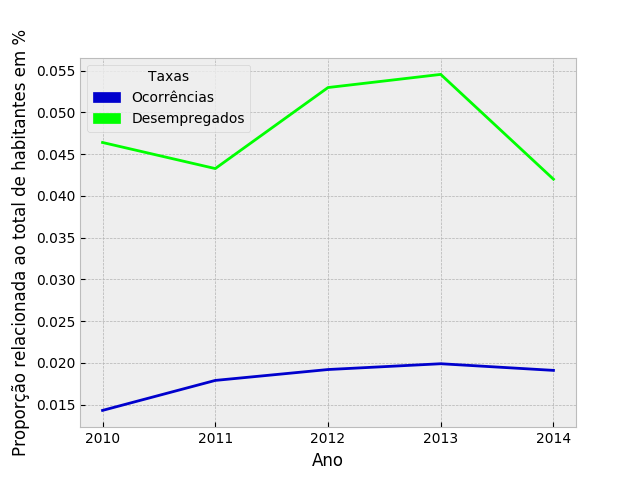 Proporção relacionada ao total de habitantes em %
0.055
0.050
0.045
0.040
0.035
0.030
0.025
0.020
0.015
Taxas
Ocorrências
Desempregados
2010 2011 2012 2013 2014
Ano